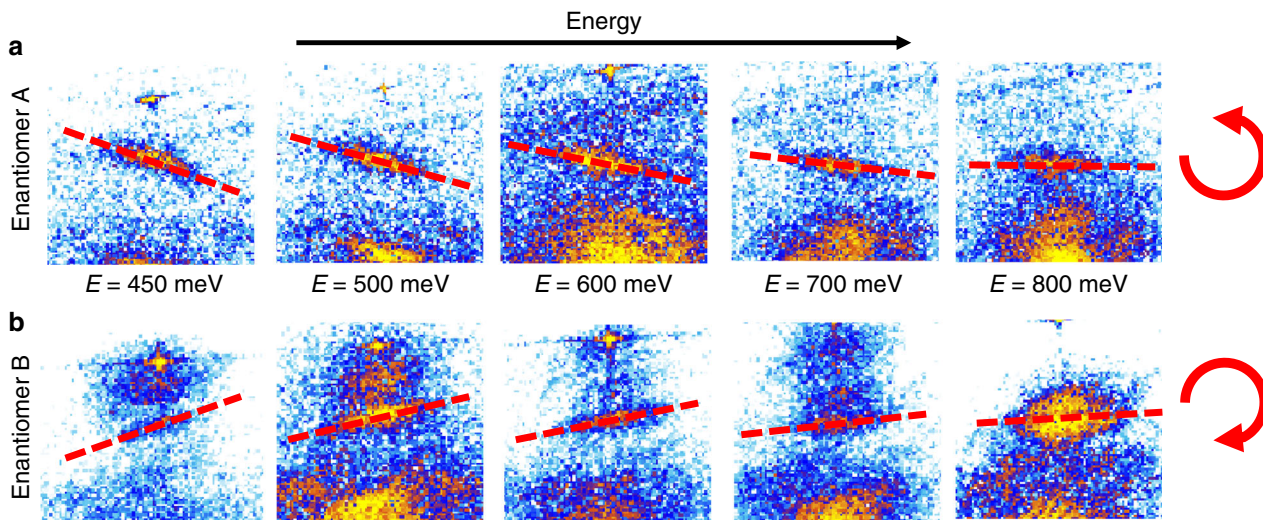 Energy
a
Enantiomer A
E = 450 meV
E = 500 meV
E = 600 meV
E = 700 meV
E = 800 meV
b
Enantiomer B